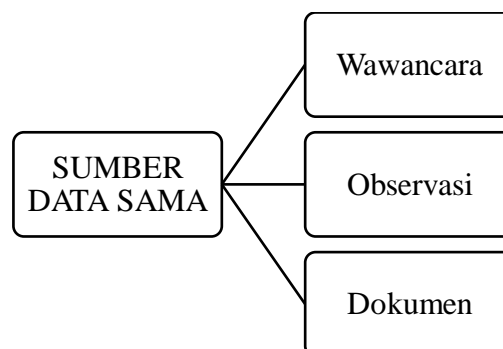 Wawancara
SUMBER
DATA SAMA
Observasi
Dokumen